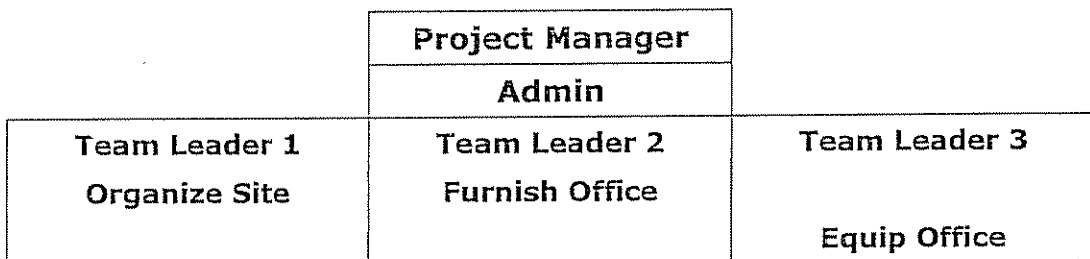 Project Manager
Admin
Team Leader 1
Team Leader 2
Team Leader 3
Organize Site
Furnish Office
Equip Office